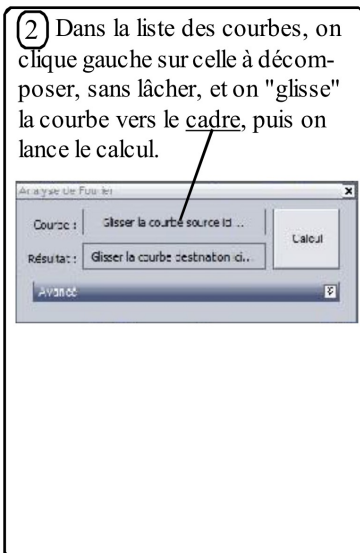 2 Dans la liste des courbes, on
clique gauche sur celle à décom-
poser, sans lâcher, et on "glisse"
la courbe vers le cadre, puis on
lance le calcul.
Analyse de Fourier
Courbe : Glisser la courbe source ici ...
Calcul
Résultat : Glisser la courbe destination ici...
Avancé